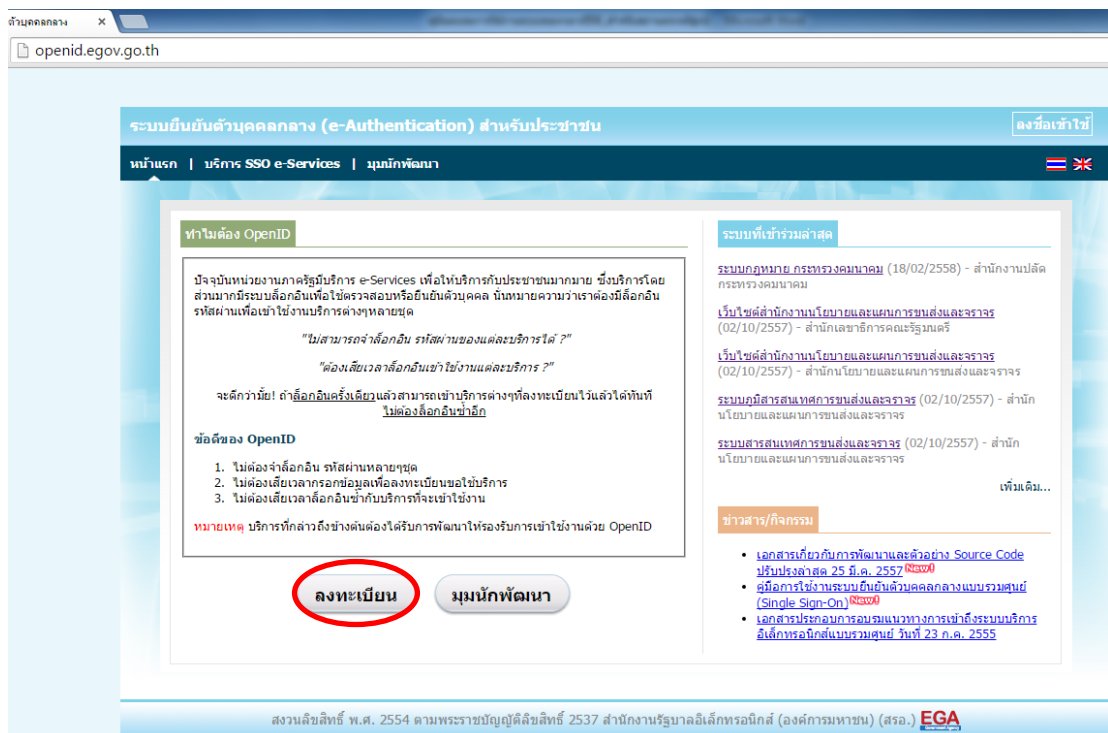 ตัวบุคคลกลาง ×
openid.egov.go.th
ระบบยืนยันตัวบุคคลกลาง (e-Authentication) สำหรับประชาชน
ลงชื่อเข้าใช้
หน้าแรก | บริการ SSO e-Services | มุมนักพัฒนา
ทำไมต้อง OpenID
ปัจจุบันหน่วยงานภาครัฐมีบริการ e-Services เพื่อให้บริการกับประชาชนมากมาย ซึ่งบริการโดย
ส่วนมากมีระบบล็อกอินเพื่อใช้ตรวจสอบหรือยืนยันตัวบุคคล นั่นหมายความว่าเราต้องมีล็อกอิน
รหัสผ่านเพื่อเข้าใช้งานบริการต่างๆหลายชุด
"ไม่สามารถจำล็อกอิน รหัสผ่านของแต่ละบริการได้ ?"
"ต้องเสียเวลาล็อกอินเข้าใช้งานแต่ละบริการ ?"
จะดีกว่ามั้ย! ถ้าล็อกอินครั้งเดียวแล้วสามารถเข้าบริการต่างๆที่ลงทะเบียนไว้แล้วได้ทันที
ไม่ต้องล็อกอินซ้ำอีก
ข้อดีของ OpenID
1. ไม่ต้องจำล็อกอิน รหัสผ่านหลายๆชุด
2. ไม่ต้องเสียเวลากรอกข้อมูลเพื่อลงทะเบียนขอใช้บริการ
3. ไม่ต้องเสียเวลาล็อกอินซ้ำกับบริการที่จะเข้าใช้งาน
หมายเหตุ บริการที่กล่าวถึงข้างต้นต้องได้รับการพัฒนาให้รองรับการเข้าใช้งานด้วย OpenID
ลงทะเบียน
มุมนักพัฒนา
ระบบที่เข้าร่วมล่าสุด
ระบบกฎหมาย กระทรวงคมนาคม (18/02/2558) - สำนักงานปลัด
กระทรวงคมนาคม
เว็บไซต์สำนักงานนโยบายและแผนการขนส่งและจราจร
(02/10/2557) - สำนักเลขาธิการคณะรัฐมนตรี
เว็บไซต์สำนักงานนโยบายและแผนการขนส่งและจราจร
(02/10/2557) - สำนักนโยบายและแผนการขนส่งและจราจร
ระบบภูมิสารสนเทศการขนส่งและจราจร (02/10/2557) - สำนัก
นโยบายและแผนการขนส่งและจราจร
ระบบสารสนเทศการขนส่งและจราจร (02/10/2557) - สำนัก
นโยบายและแผนการขนส่งและจราจร
เพิ่มเติม...
ข่าวสาร/กิจกรรม
• เอกสารเกี่ยวกับการพัฒนาและตัวอย่าง Source Code
ปรับปรุงล่าสุด 25 มี.ค. 2557 New!
• คู่มือการใช้งานระบบยืนยันตัวบุคคลกลางแบบรวมศูนย์
(Single Sign-On) New!
• เอกสารประกอบการอบรมแนวทางการเข้าถึงระบบบริการ
อิเล็กทรอนิกส์แบบรวมศูนย์ วันที่ 23 ก.ค. 2555
สงวนลิขสิทธิ์ พ.ศ. 2554 ตามพระราชบัญญัติลิขสิทธิ์ 2537 สำนักงานรัฐบาลอิเล็กทรอนิกส์ (องค์การมหาชน) (สรอ.) EGA